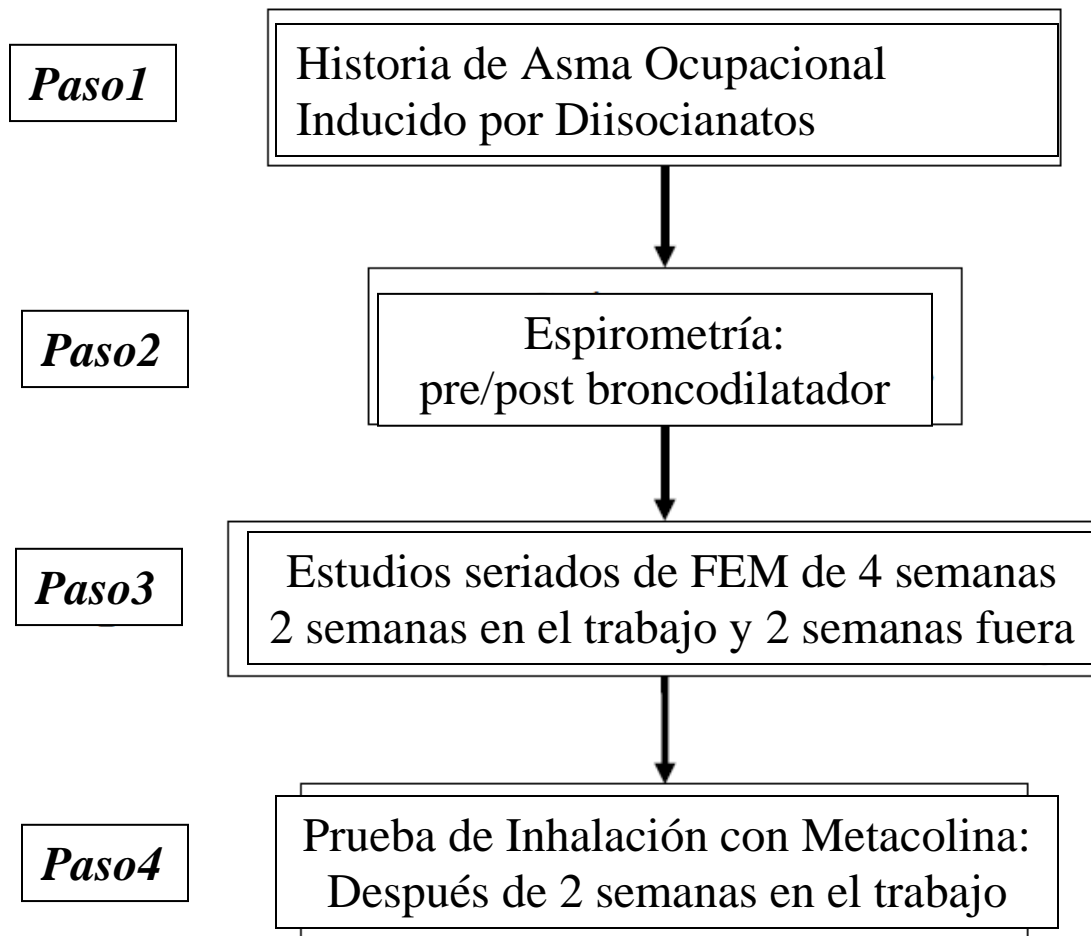 Paso1
Historia de Asma Ocupacional
Inducido por Diisocianatos
Paso2
Espirometría:
pre/post broncodilatador
Paso3
Estudios seriados de FEM de 4 semanas
2 semanas en el trabajo y 2 semanas fuera
Paso4
Prueba de Inhalación con Metacolina:
Después de 2 semanas en el trabajo